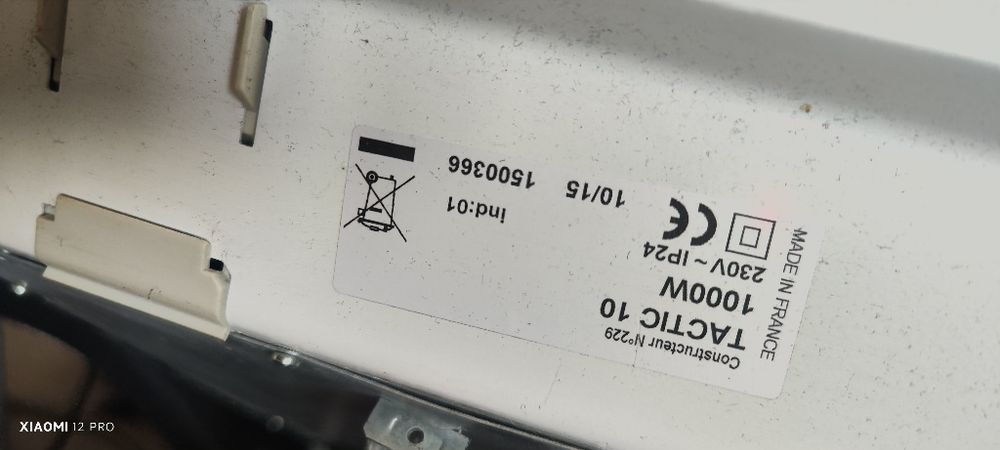 Constructeur N°229
TACTIC 10
1000W
230V ~ IP24
CE
MADE IN FRANCE
10/15
1500366
ind:01
XIAOMI 12 PRO